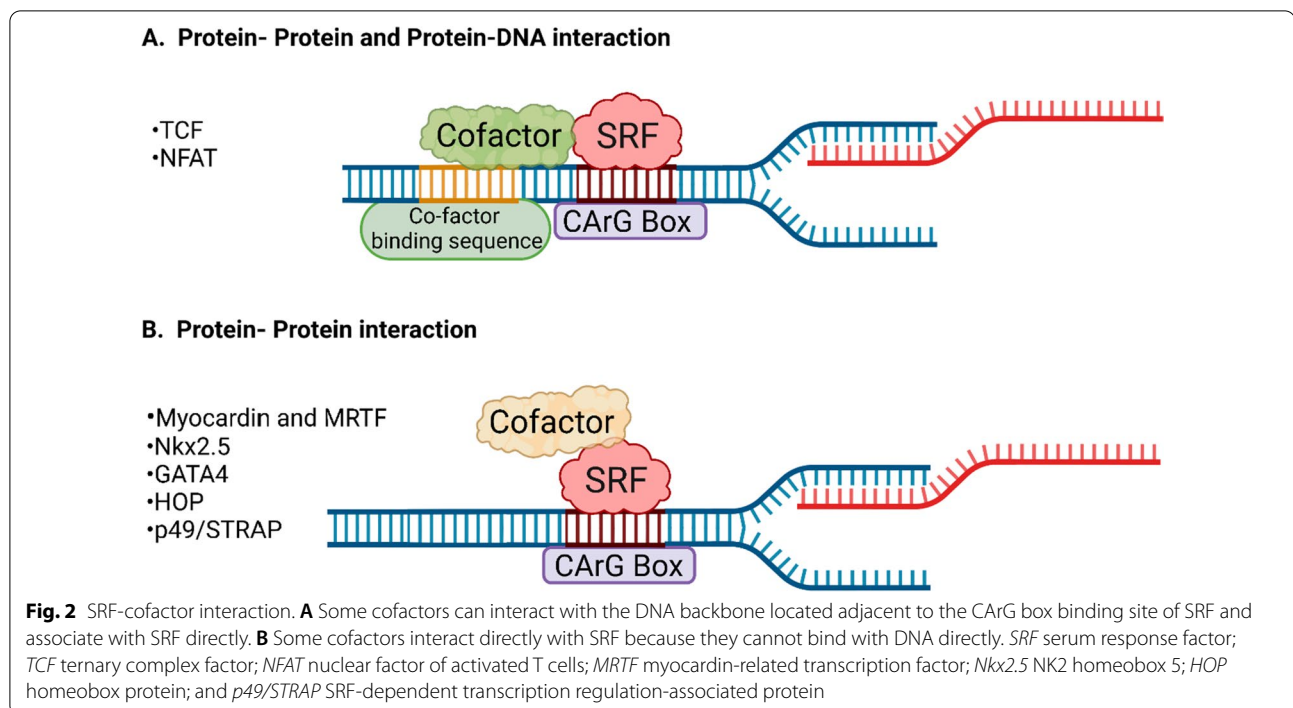 A. Protein- Protein and Protein-DNA interaction
•TCF
•NFAT
Cofactor
SRF
Co-factor
binding sequence
CArG Box
B. Protein- Protein interaction
•Myocardin and MRTF
•Nkx2.5
•GATA4
•HOP
•p49/STRAP
Cofactor
SRF
CArG Box
Fig. 2 SRF-cofactor interaction. A Some cofactors can interact with the DNA backbone located adjacent to the CArG box binding site of SRF and
associate with SRF directly. B Some cofactors interact directly with SRF because they cannot bind with DNA directly. SRF serum response factor;
TCF ternary complex factor; NFAT nuclear factor of activated T cells; MRTF myocardin-related transcription factor; Nkx2.5 NK2 homeobox 5; HOP
homeobox protein; and p49/STRAP SRF-dependent transcription regulation-associated protein